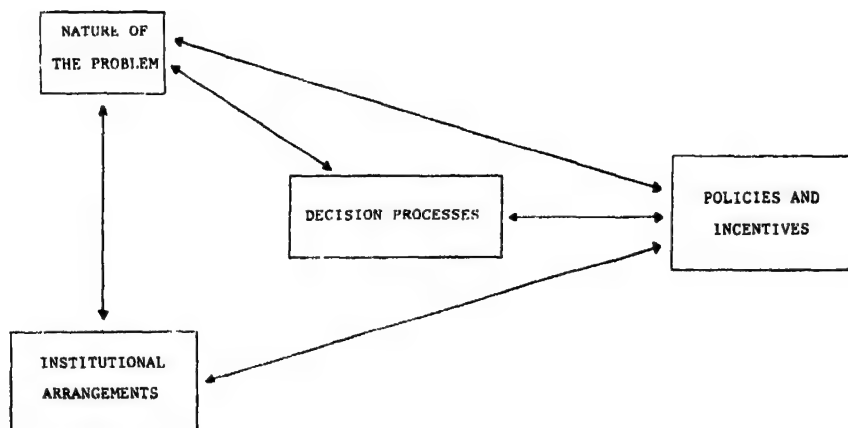 NATURE OF
THE PROBLEM
DECISION PROCESSES
POLICIES AND
INCENTIVES
INSTITUTIONAL
ARRANGEMENTS